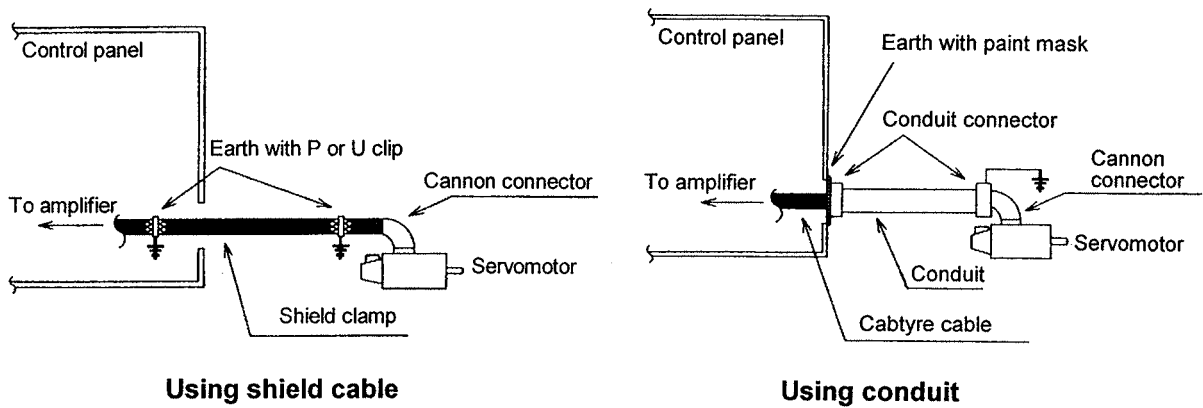 Control panel
Earth with P or U clip
Cannon connector
To amplifier
Servomotor
Shield clamp
Using shield cable
Control panel
Earth with paint mask
Conduit connector
Cannon
connector
To amplifier
Servomotor
Conduit
Cabtyre cable
Using conduit